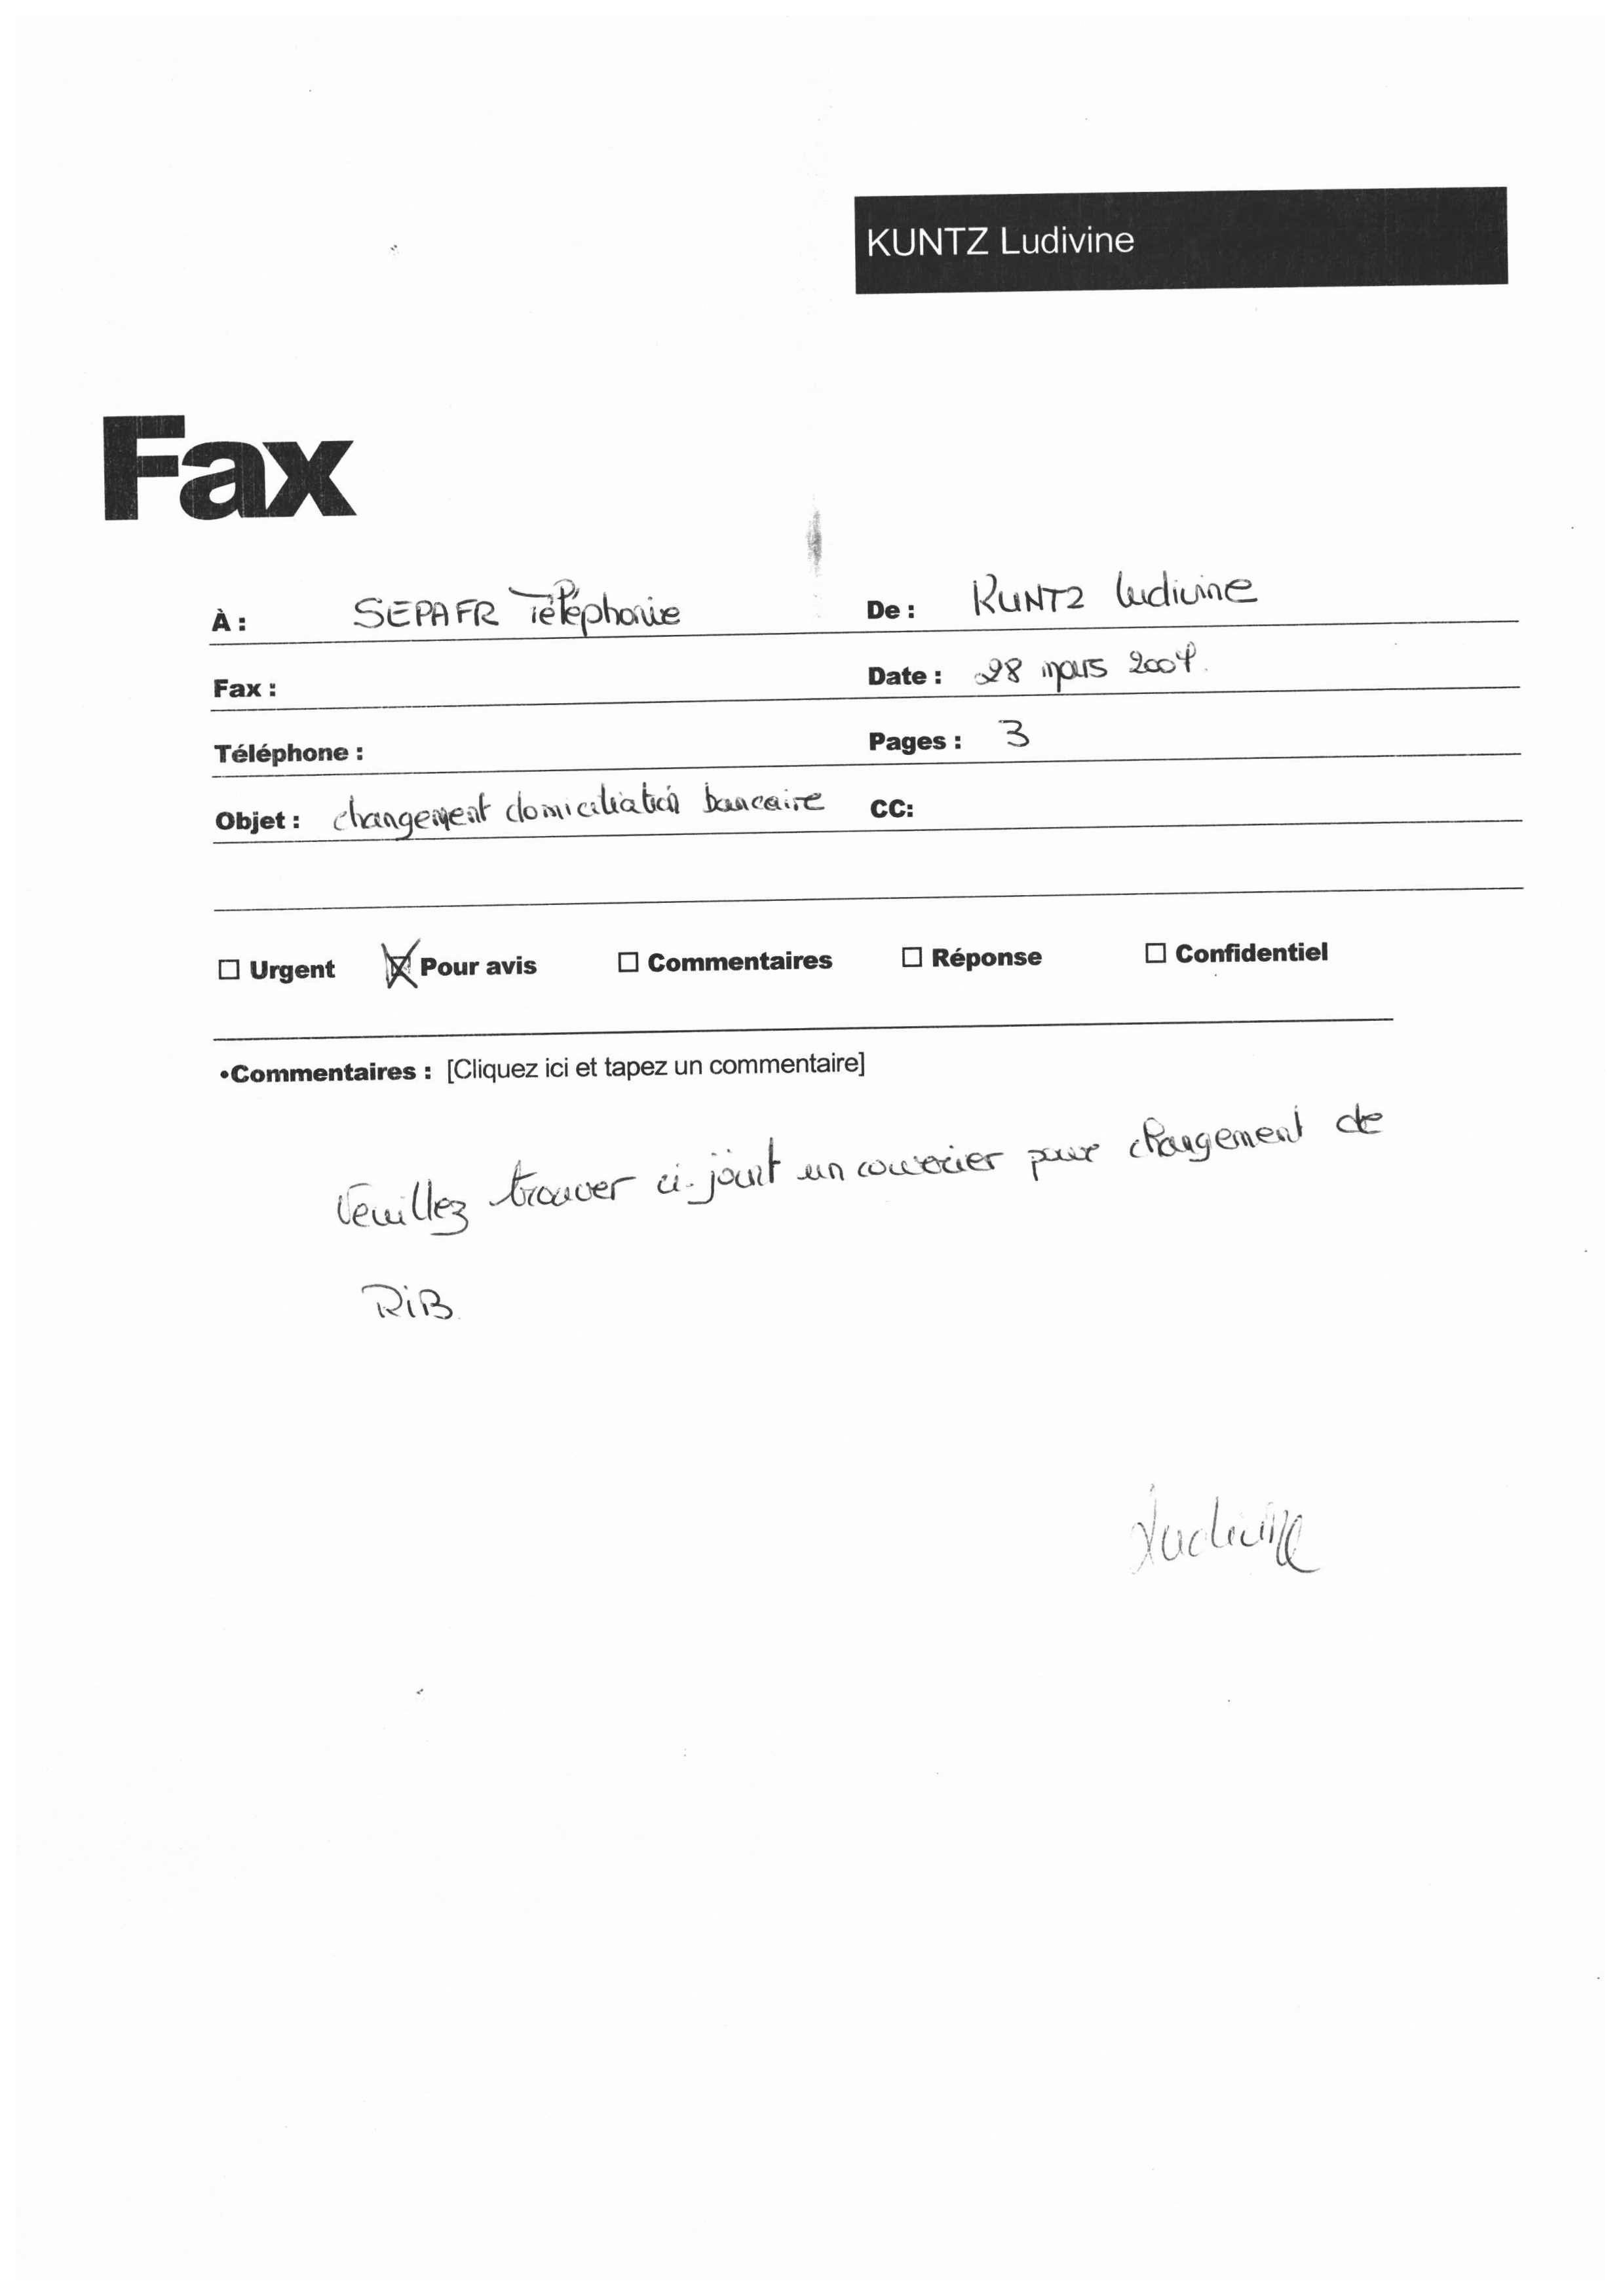 KUNTZ Ludivine
Fax
À : SEPAFR Téléphonie De : KUNTZ Ludivine
Fax : Date : 28 mars 2007.
Téléphone : Pages : 3
Objet : changement domiciliation bancaire CC:
Urgent Pour avis Commentaires Réponse Confidentiel
•Commentaires : [Cliquez ici et tapez un commentaire]
Veuillez trouver ci-joint un courrier pour changement de
RiB.
Ludivine